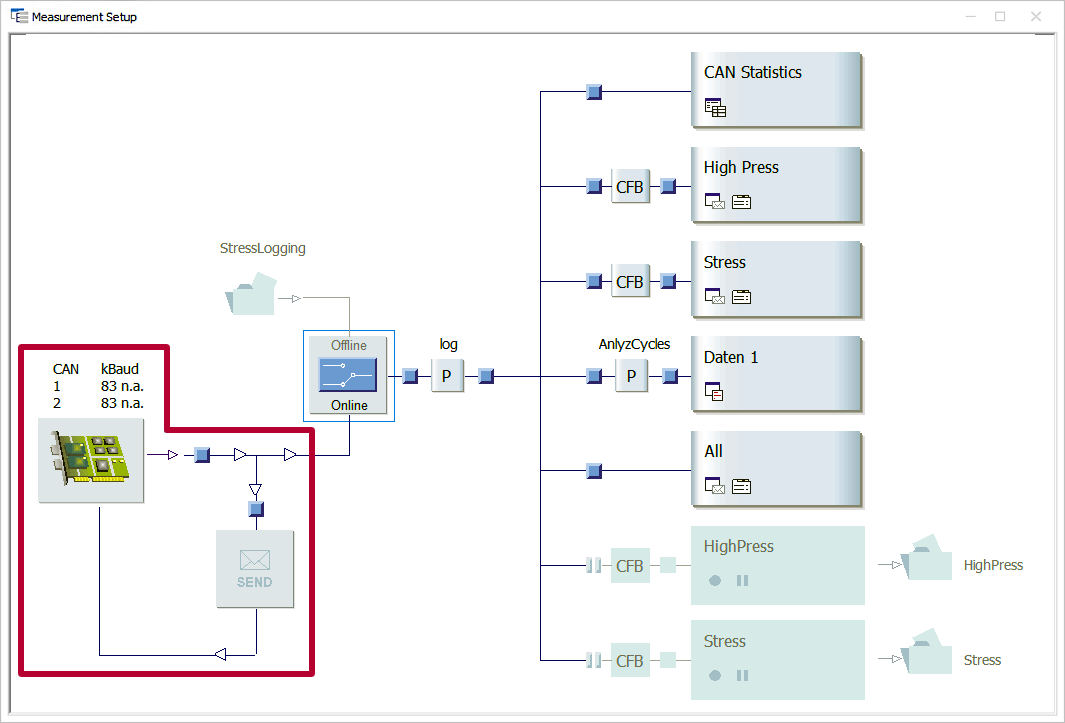 Measurement Setup
CAN Statistics
High Press
CFB
StressLogging
Stress
CFB
Offline
Online
log
P
AnlyzCycles
P
Daten 1
CAN kBaud
1 83 n.a.
2 83 n.a.
All
SEND
HighPress
CFB
HighPress
Stress
CFB
Stress